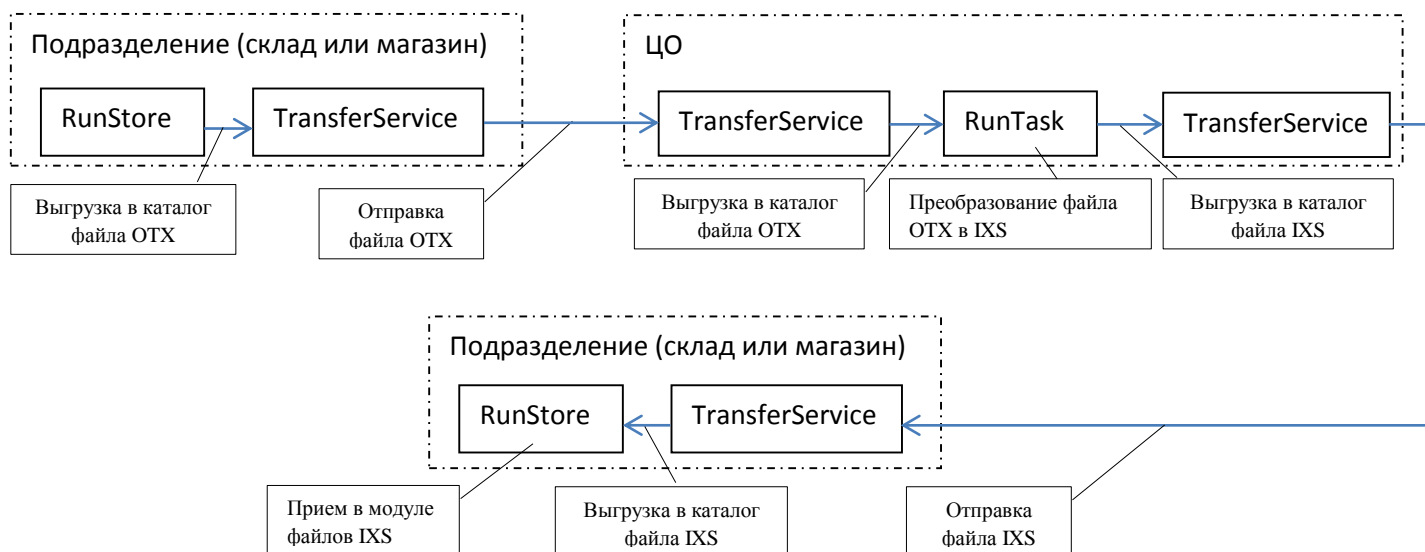 Подразделение (склад или магазин)
ЦО
RunStore
TransferService
TransferService
RunTask
TransferService
Выгрузка в каталог
файла OTX
Отправка
файла OTX
Выгрузка в каталог
файла OTX
Преобразование файла
OTX в IXS
Выгрузка в каталог
файла IXS
Подразделение (склад или магазин)
RunStore
TransferService
Прием в модуле
файлов IXS
Выгрузка в каталог
файла IXS
Отправка
файла IXS